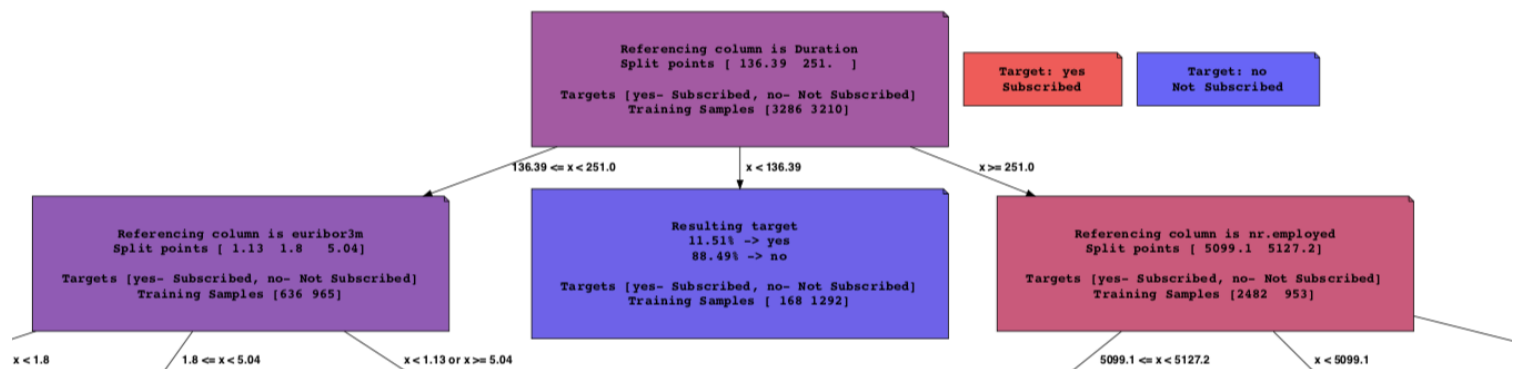 Referencing column is Duration
Split points [ 136.39  251.  ]
Targets [yes- Subscribed, no- Not Subscribed]
Training Samples [3286 3210]
Target: yes
Subscribed
Target: no
Not Subscribed
136.39 <= x < 251.0
x < 136.39
x >= 251.0
Referencing column is euribor3m
Split points [ 1.13  1.8   5.04]
Targets [yes- Subscribed, no- Not Subscribed]
Training Samples [636 965]
Resulting target
11.51% -> yes
88.49% -> no
Targets [yes- Subscribed, no- Not Subscribed]
Training Samples [ 168 1292]
Referencing column is nr.employed
Split points [ 5099.1  5127.2]
Targets [yes- Subscribed, no- Not Subscribed]
Training Samples [2482  953]
x < 1.8
1.8 <= x < 5.04
x < 1.13 or x >= 5.04
5099.1 <= x < 5127.2
x < 5099.1